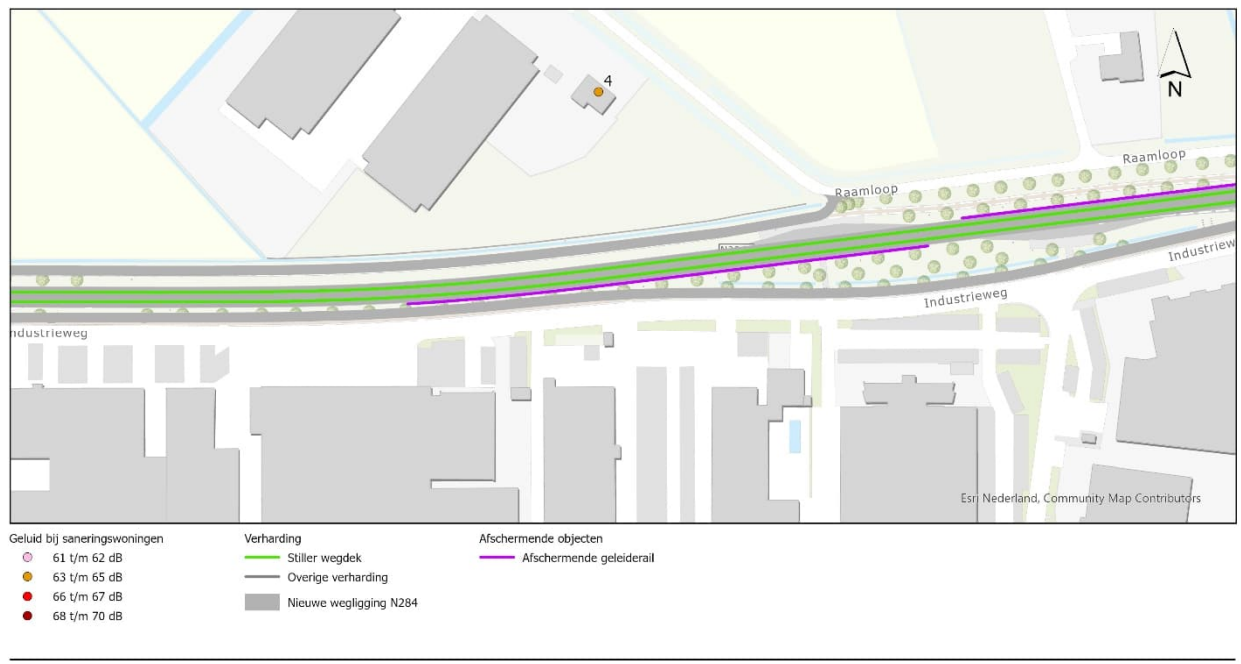 4
N
Raamloop
Raamloop
Industrieweg
Industriew
ndustrieweg
Esri Nederland, Community Map Contributors
Geluid bij saneringswoningen
61 t/m 62 dB
63 t/m 65 dB
66 t/m 67 dB
68 t/m 70 dB
Verharding
Stiller wegdek
Overige verharding
Nieuwe wegligging N284
Afschermende objecten
Afschermende geleiderail